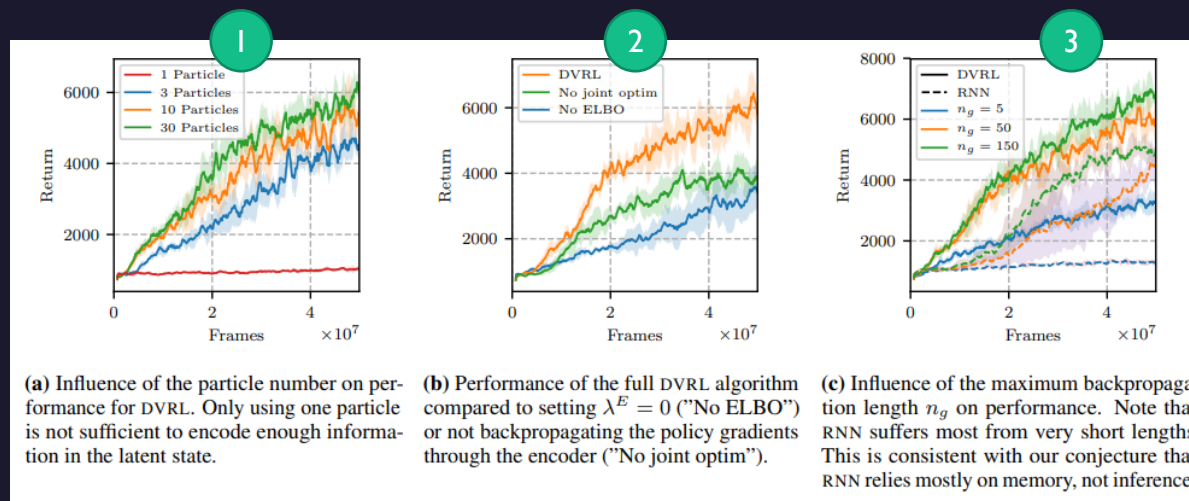 1
2
3
1 Particle
3 Particles
10 Particles
30 Particles
6000
4000
2000
Return
0
2
4
×10⁷
Frames
DVRL
No joint optim
No ELBO
6000
4000
2000
Return
0
2
4
×10⁷
Frames
8000
DVRL
RNN
n_g = 5
n_g = 50
n_g = 150
6000
4000
2000
0
Return
0
2
4
×10⁷
Frames
(a) Influence of the particle number on per-
formance for DVRL. Only using one particle
is not sufficient to encode enough informa-
tion in the latent state.
(b) Performance of the full DVRL algorithm
compared to setting λ^E = 0 ("No ELBO")
or not backpropagating the policy gradients
through the encoder ("No joint optim").
(c) Influence of the maximum backpropaga
tion length n_g on performance. Note tha
RNN suffers most from very short lengths
This is consistent with our conjecture tha
RNN relies mostly on memory, not inference